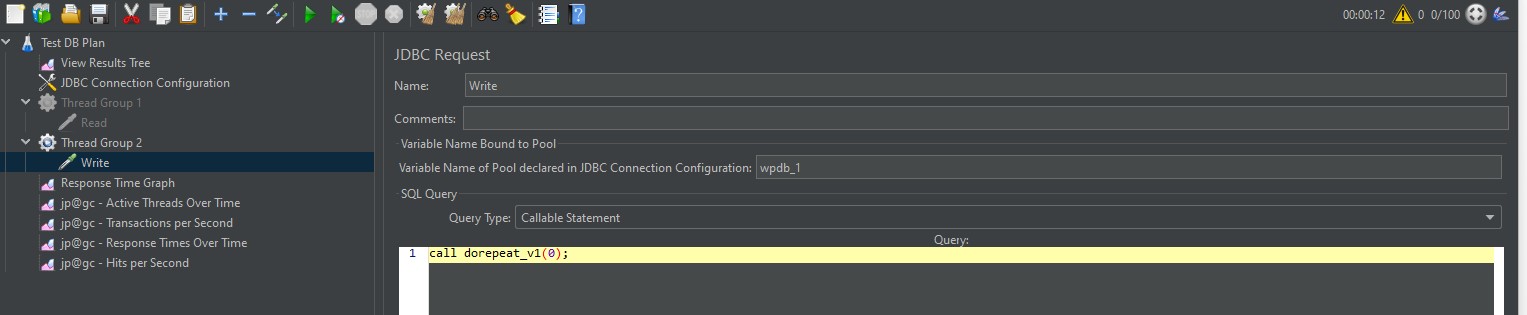 00:00:12 0 0/100
Test DB Plan
View Results Tree
JDBC Connection Configuration
Thread Group 1
Read
Thread Group 2
Write
Response Time Graph
jp@gc - Active Threads Over Time
jp@gc - Transactions per Second
jp@gc - Response Times Over Time
jp@gc - Hits per Second
JDBC Request
Name: Write
Comments:
Variable Name Bound to Pool
Variable Name of Pool declared in JDBC Connection Configuration: wpdb_1
SQL Query
Query Type: Callable Statement
Query:
1 call dorepeat_v1(0);